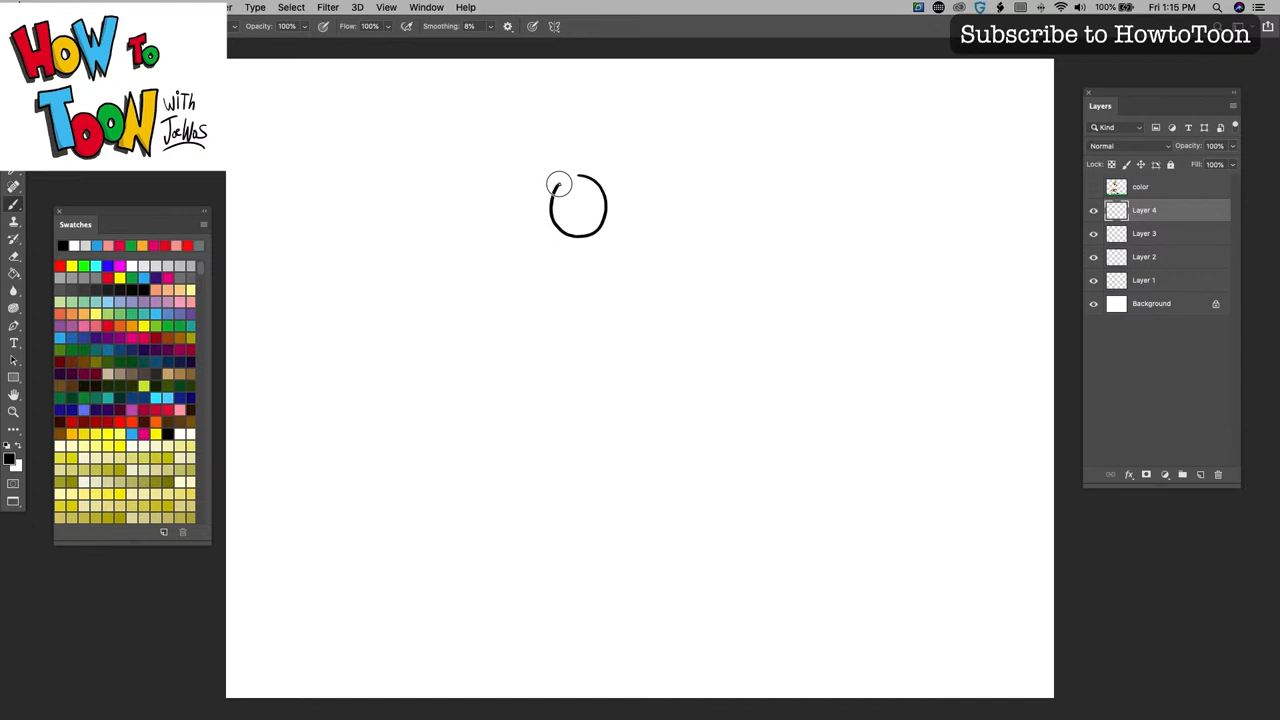 Type Select Filter 3D View Window Help
100% Fri 1:15 PM
Opacity: 100% Flow: 100% Smoothing: 8%
Subscribe to HowtoToon
HOW TO
TOON
WITH
JOEWOS
Swatches
Layers
Kind
Normal Opacity: 100%
Lock: Fill: 100%
color
Layer 4
Layer 3
Layer 2
Layer 1
Background
fx